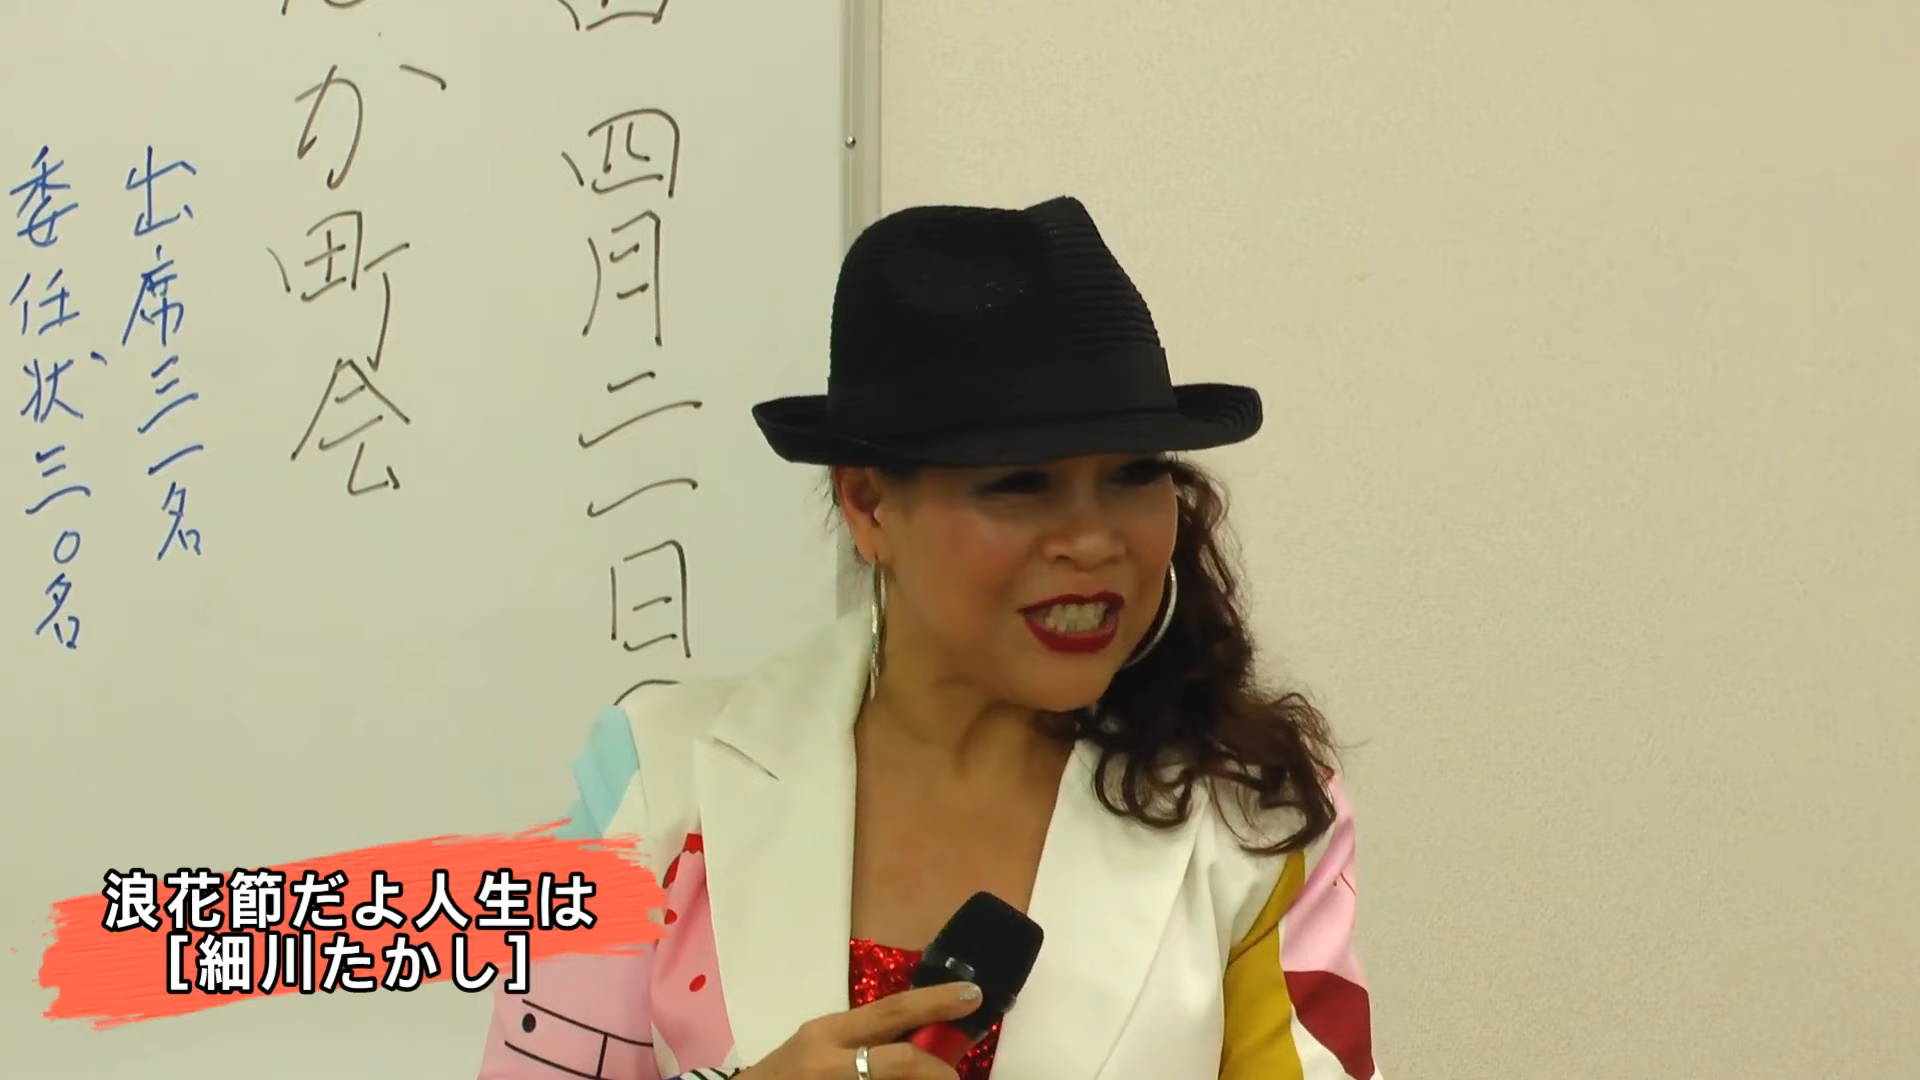 四月二一日
か町会
出席三一名
委任状三〇名
浪花節だよ人生は
[細川たかし]